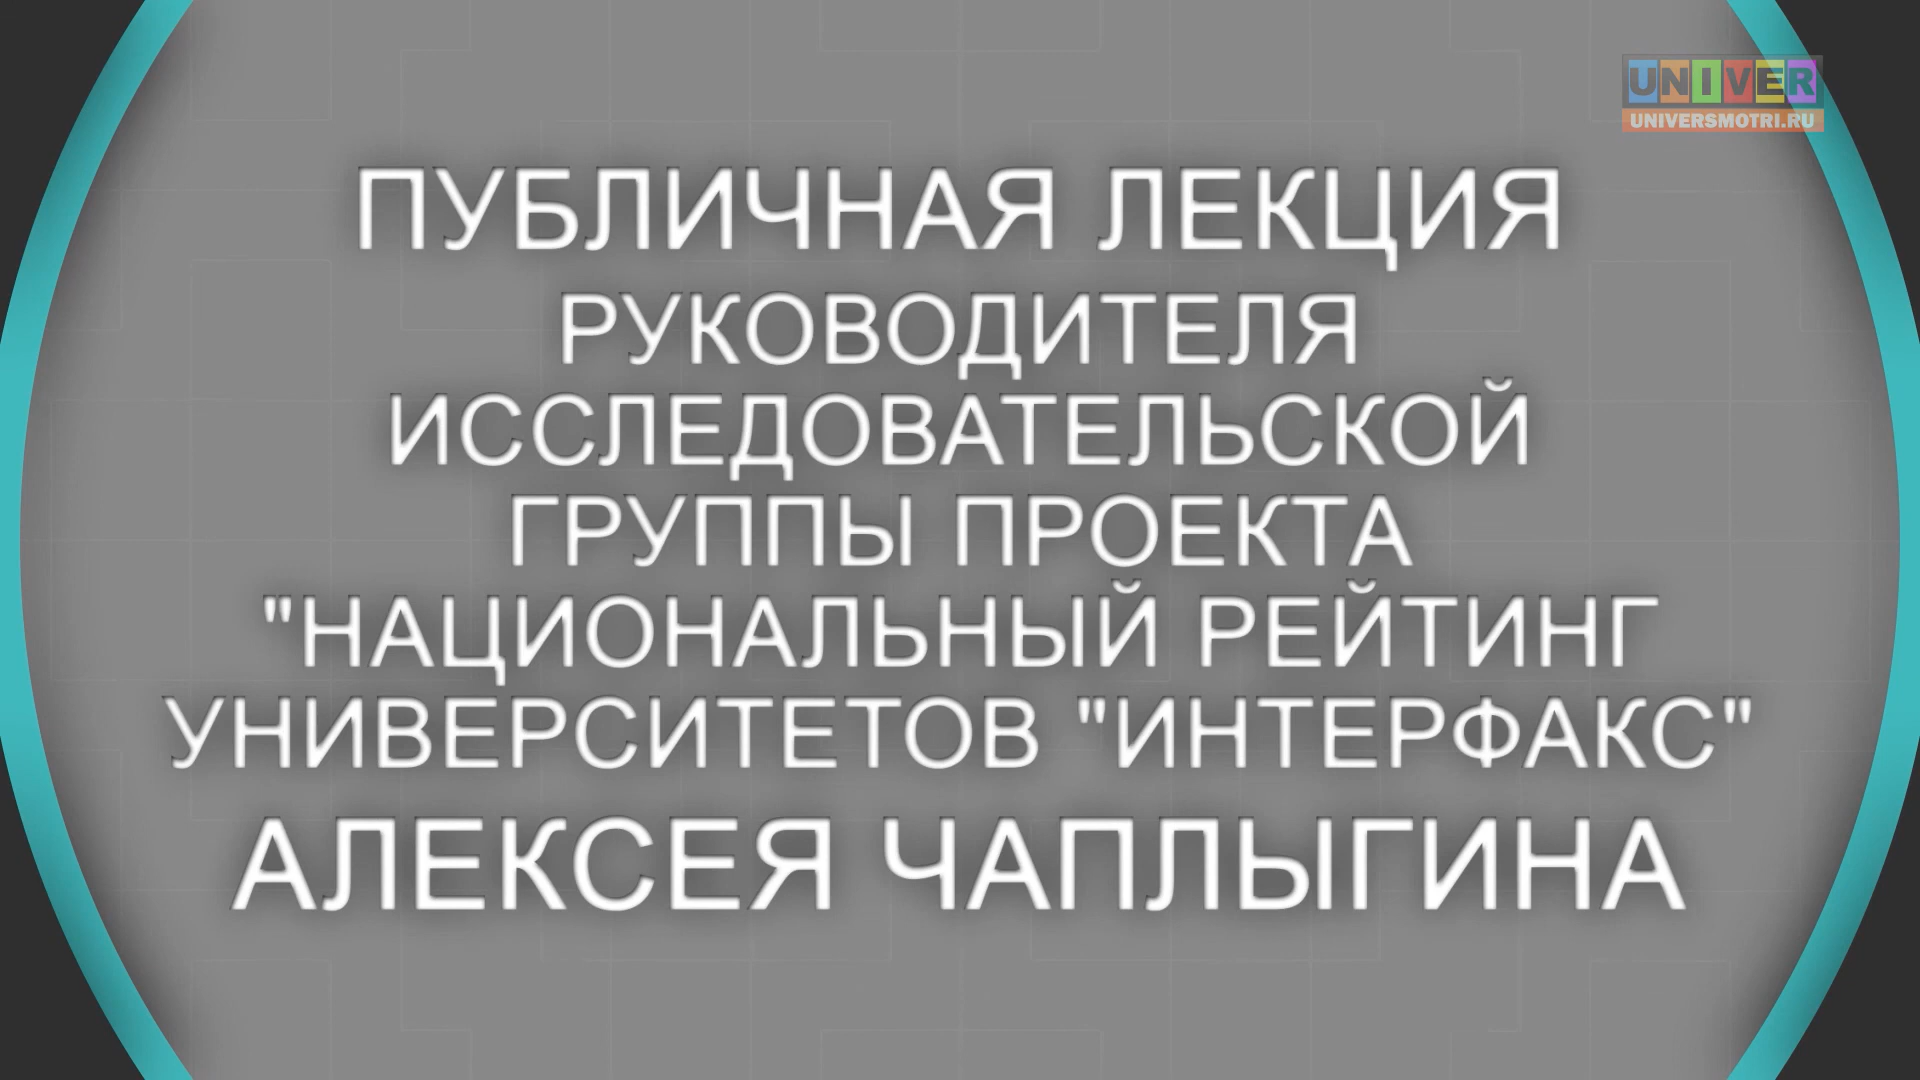 UNIVER
UNIVERSMOTRI.RU
ПУБЛИЧНАЯ ЛЕКЦИЯ
РУКОВОДИТЕЛЯ
ИССЛЕДОВАТЕЛЬСКОЙ
ГРУППЫ ПРОЕКТА
"НАЦИОНАЛЬНЫЙ РЕЙТИНГ
УНИВЕРСИТЕТОВ "ИНТЕРФАКС"
АЛЕКСЕЯ ЧАПЛЫГИНА